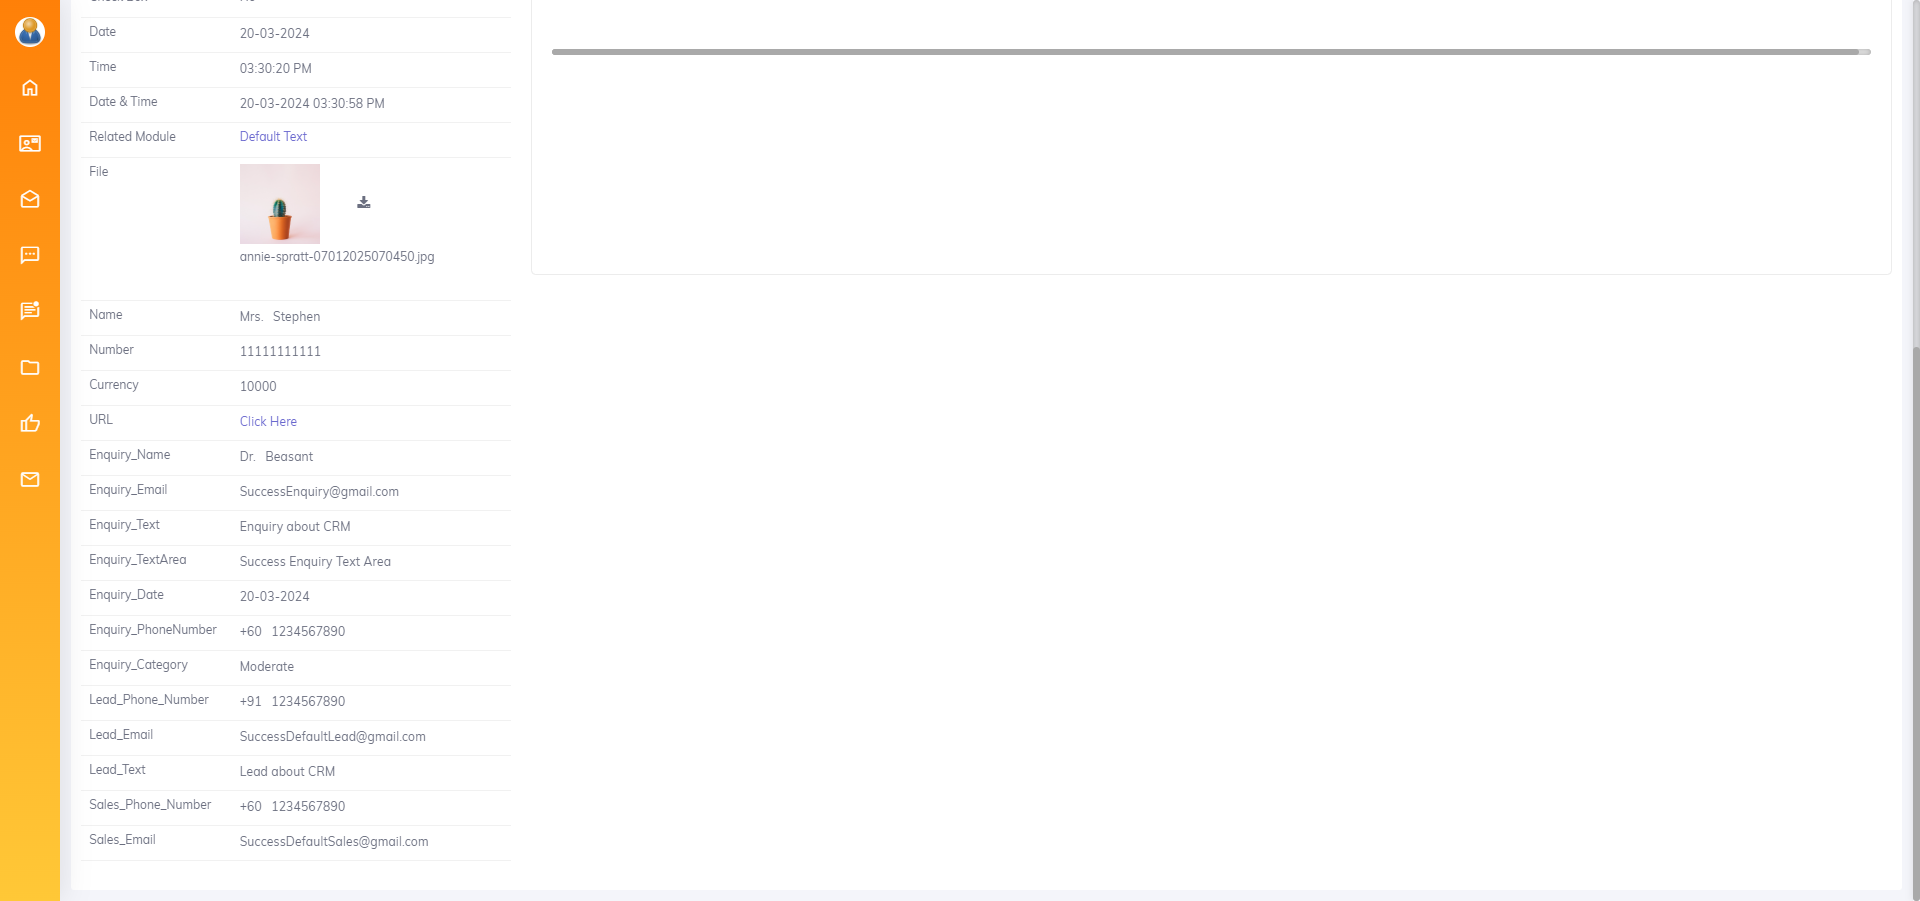 Date 20-03-2024
Time 03:30:20 PM
Date & Time 20-03-2024 03:30:58 PM
Related Module Default Text
File
annie-spratt-07012025070450.jpg
Name Mrs. Stephen
Number 11111111111
Currency 10000
URL Click Here
Enquiry_Name Dr. Beasant
Enquiry_Email SuccessEnquiry@gmail.com
Enquiry_Text Enquiry about CRM
Enquiry_TextArea Success Enquiry Text Area
Enquiry_Date 20-03-2024
Enquiry_PhoneNumber +60 1234567890
Enquiry_Category Moderate
Lead_Phone_Number +91 1234567890
Lead_Email SuccessDefaultLead@gmail.com
Lead_Text Lead about CRM
Sales_Phone_Number +60 1234567890
Sales_Email SuccessDefaultSales@gmail.com